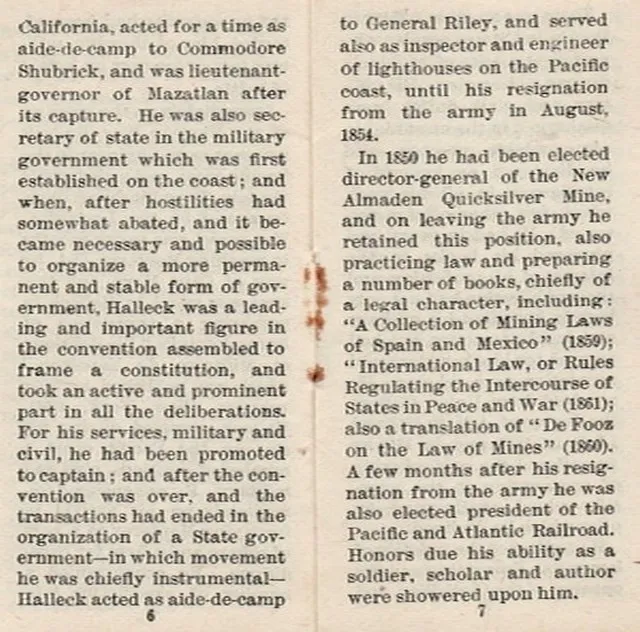 California, acted for a time as
aide-de-camp to Commodore
Shubrick, and was lieutenant-
governor of Mazatlan after
its capture. He was also sec-
retary of state in the military
government which was first
established on the coast; and
when, after hostilities had
somewhat abated, and it be-
came necessary and possible
to organize a more perma-
nent and stable form of gov-
ernment, Halleck was a lead-
ing and important figure in
the convention assembled to
frame a constitution, and
took an active and prominent
part in all the deliberations.
For his services, military and
civil, he had been promoted
to captain; and after the con-
vention was over, and the
transactions had ended in the
organization of a State gov-
ernment—in which movement
he was chiefly instrumental—
Halleck acted as aide-de-camp
6
to General Riley, and served
also as inspector and engineer
of lighthouses on the Pacific
coast, until his resignation
from the army in August,
1854.
In 1850 he had been elected
director-general of the New
Almaden Quicksilver Mine,
and on leaving the army he
retained this position, also
practicing law and preparing
a number of books, chiefly of
a legal character, including:
"A Collection of Mining Laws
of Spain and Mexico" (1859);
"International Law, or Rules
Regulating the Intercourse of
States in Peace and War (1861);
also a translation of "De Fooz
on the Law of Mines" (1860).
A few months after his resig-
nation from the army he was
also elected president of the
Pacific and Atlantic Railroad.
Honors due his ability as a
soldier, scholar and author
were showered upon him.
7